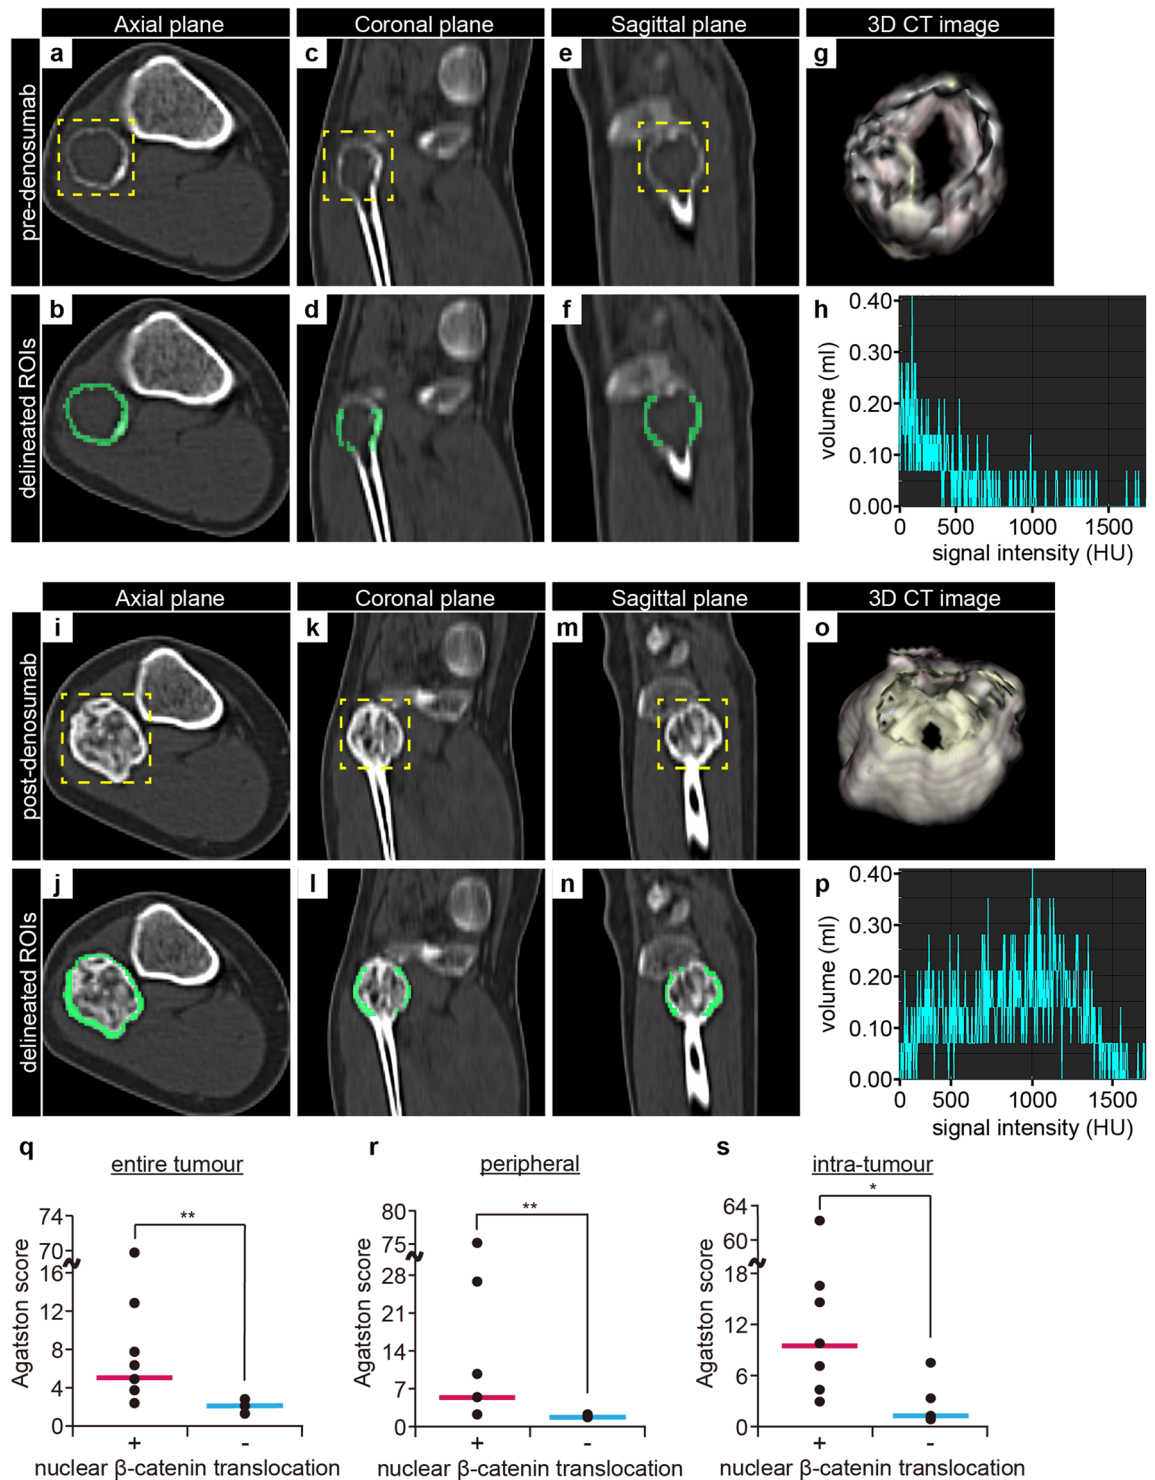 Axial plane
Coronal plane
Sagittal plane
3D CT image
pre-denosumab
a
c
e
g
delineated ROIs
b
d
f
h
0.40
0.30
0.20
0.10
0.00
volume (ml)
0 500 1000 1500
signal intensity (HU)
Axial plane
Coronal plane
Sagittal plane
3D CT image
post-denosumab
i
k
m
o
delineated ROIs
j
l
n
p
0.40
0.30
0.20
0.10
0.00
volume (ml)
0 500 1000 1500
signal intensity (HU)
q
entire tumour
**
74
70
16
12
8
4
0
Agatston score
+ -
nuclear β-catenin translocation
r
peripheral
**
80
75
28
21
14
7
0
Agatston score
+ -
nuclear β-catenin translocation
s
intra-tumour
*
64
60
18
12
6
0
Agatston score
+ -
nuclear β-catenin translocation